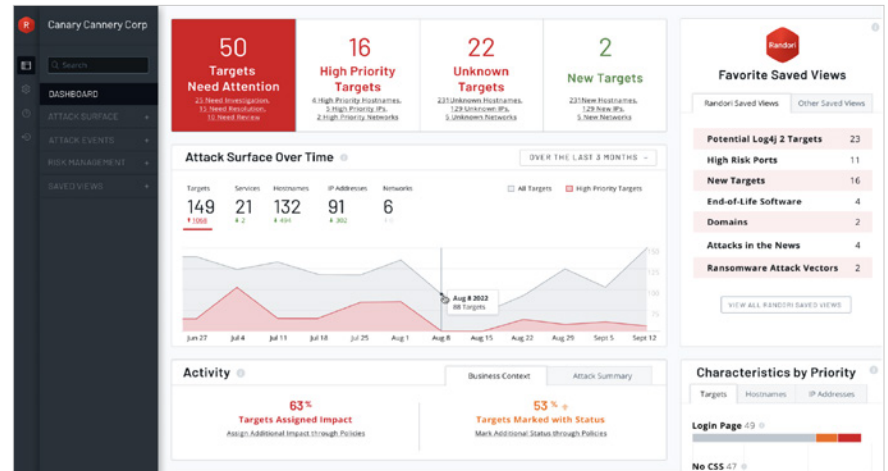 R
Canary Cannery Corp
Search
DASHBOARD
ATTACK SURFACE +
ATTACK EVENTS +
RISK MANAGEMENT +
SAVED VIEWS +
50
Targets
Need Attention
25 Need Investigation,
15 Need Resolution,
10 Need Review
16
High Priority
Targets
4 High Priority Hostnames,
5 High Priority IPs,
2 High Priority Networks
22
Unknown
Targets
231 Unknown Hostnames,
129 Unknown IPs,
5 Unknown Networks
2
New Targets
231 New Hostnames,
129 New IPs,
5 New Networks
Attack Surface Over Time
OVER THE LAST 3 MONTHS
Targets Services Hostnames IP Addresses Networks
149 21 132 91 6
All Targets High Priority Targets
150
125
100
75
Aug 8 2022
88 Targets
Jun 27 Jul 4 Jul 11 Jul 18 Jul 25 Aug 1 Aug 8 Aug 15 Aug 22 Aug 29 Sept 5 Sept 12
Activity
Business Context Attack Summary
63%
Targets Assigned Impact
Assign Additional Impact through Policies
53%
Targets Marked with Status
Mark Additional Status through Policies
Randori
Favorite Saved Views
Randori Saved Views Other Saved Views
Potential Log4j 2 Targets 23
High Risk Ports 11
New Targets 16
End-of-Life Software 4
Domains 2
Attacks in the News 4
Ransomware Attack Vectors 2
VIEW ALL RANDORI SAVED VIEWS
Characteristics by Priority
Targets Hostnames IP Addresses
Login Page 49
No CSS 47